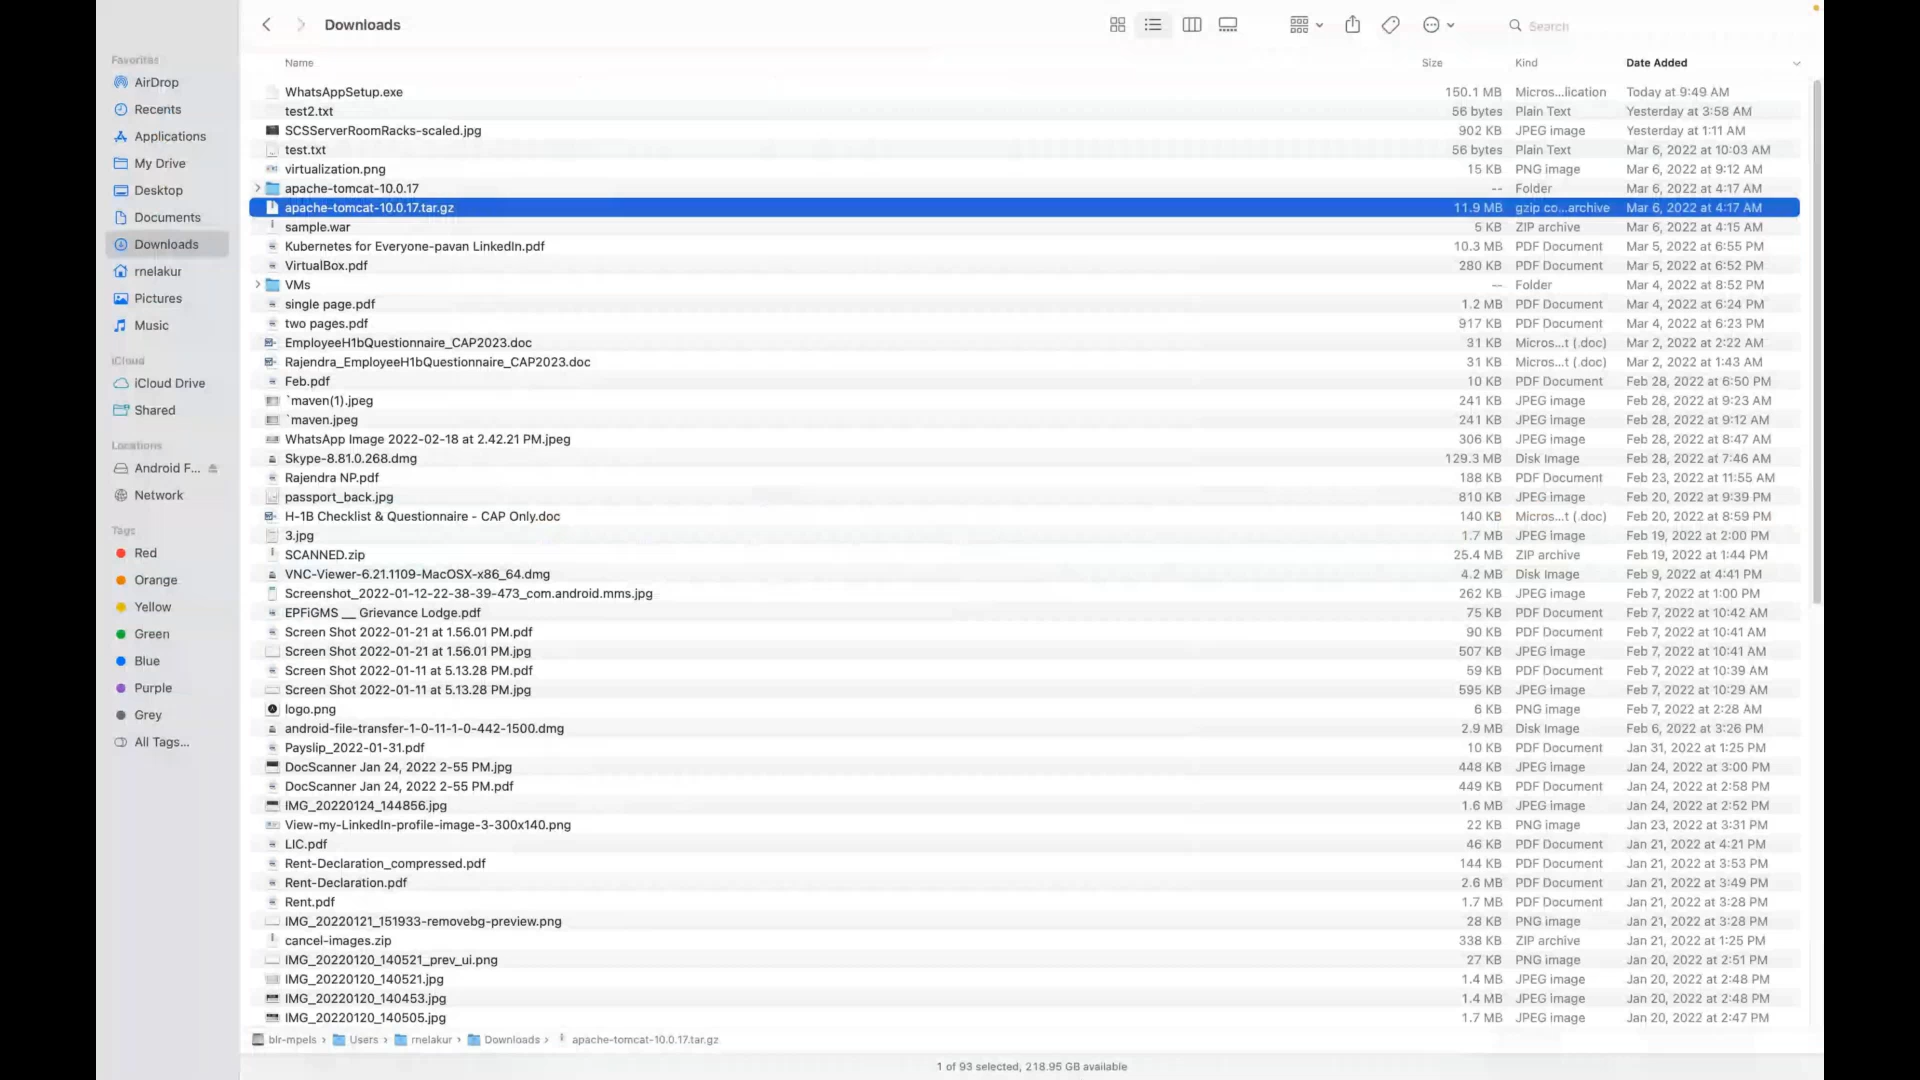 Downloads
Search
Favorites
AirDrop
Recents
Applications
My Drive
Desktop
Documents
Downloads
rnelakur
Pictures
Music
iCloud
iCloud Drive
Shared
Locations
Android F...
Network
Tags
Red
Orange
Yellow
Green
Blue
Purple
Grey
All Tags...
Name Size Kind Date Added
WhatsAppSetup.exe 150.1 MB Micros...lication Today at 9:49 AM
test2.txt 56 bytes Plain Text Yesterday at 3:58 AM
SCSServerRoomRacks-scaled.jpg 902 KB JPEG image Yesterday at 1:11 AM
test.txt 56 bytes Plain Text Mar 6, 2022 at 10:03 AM
virtualization.png 15 KB PNG image Mar 6, 2022 at 9:12 AM
apache-tomcat-10.0.17 -- Folder Mar 6, 2022 at 4:17 AM
apache-tomcat-10.0.17.tar.gz 11.9 MB gzip co...archive Mar 6, 2022 at 4:17 AM
sample.war 5 KB ZIP archive Mar 6, 2022 at 4:15 AM
Kubernetes for Everyone-pavan LinkedIn.pdf 10.3 MB PDF Document Mar 5, 2022 at 6:55 PM
VirtualBox.pdf 280 KB PDF Document Mar 5, 2022 at 6:52 PM
VMs -- Folder Mar 4, 2022 at 8:52 PM
single page.pdf 1.2 MB PDF Document Mar 4, 2022 at 6:24 PM
two pages.pdf 917 KB PDF Document Mar 4, 2022 at 6:23 PM
EmployeeH1bQuestionnaire_CAP2023.doc 31 KB Micros...t (.doc) Mar 2, 2022 at 2:22 AM
Rajendra_EmployeeH1bQuestionnaire_CAP2023.doc 31 KB Micros...t (.doc) Mar 2, 2022 at 1:43 AM
Feb.pdf 10 KB PDF Document Feb 28, 2022 at 6:50 PM
`maven(1).jpeg 241 KB JPEG image Feb 28, 2022 at 9:23 AM
`maven.jpeg 241 KB JPEG image Feb 28, 2022 at 9:12 AM
WhatsApp Image 2022-02-18 at 2.42.21 PM.jpeg 306 KB JPEG image Feb 28, 2022 at 8:47 AM
Skype-8.81.0.268.dmg 129.3 MB Disk Image Feb 28, 2022 at 7:46 AM
Rajendra NP.pdf 188 KB PDF Document Feb 23, 2022 at 11:55 AM
passport_back.jpg 810 KB JPEG image Feb 20, 2022 at 9:39 PM
H-1B Checklist & Questionnaire - CAP Only.doc 140 KB Micros...t (.doc) Feb 20, 2022 at 8:59 PM
3.jpg 1.7 MB JPEG image Feb 19, 2022 at 2:00 PM
SCANNED.zip 25.4 MB ZIP archive Feb 19, 2022 at 1:44 PM
VNC-Viewer-6.21.1109-MacOSX-x86_64.dmg 4.2 MB Disk Image Feb 9, 2022 at 4:41 PM
Screenshot_2022-01-12-22-38-39-473_com.android.mms.jpg 262 KB JPEG image Feb 7, 2022 at 1:00 PM
EPFiGMS __ Grievance Lodge.pdf 75 KB PDF Document Feb 7, 2022 at 10:42 AM
Screen Shot 2022-01-21 at 1.56.01 PM.pdf 90 KB PDF Document Feb 7, 2022 at 10:41 AM
Screen Shot 2022-01-21 at 1.56.01 PM.jpg 507 KB JPEG image Feb 7, 2022 at 10:41 AM
Screen Shot 2022-01-11 at 5.13.28 PM.pdf 59 KB PDF Document Feb 7, 2022 at 10:39 AM
Screen Shot 2022-01-11 at 5.13.28 PM.jpg 595 KB JPEG image Feb 7, 2022 at 10:29 AM
logo.png 6 KB PNG image Feb 7, 2022 at 2:28 AM
android-file-transfer-1-0-11-1-0-442-1500.dmg 2.9 MB Disk Image Feb 6, 2022 at 3:26 PM
Payslip_2022-01-31.pdf 10 KB PDF Document Jan 31, 2022 at 1:25 PM
DocScanner Jan 24, 2022 2-55 PM.jpg 448 KB JPEG image Jan 24, 2022 at 3:00 PM
DocScanner Jan 24, 2022 2-55 PM.pdf 449 KB PDF Document Jan 24, 2022 at 2:58 PM
IMG_20220124_144856.jpg 1.6 MB JPEG image Jan 24, 2022 at 2:52 PM
View-my-LinkedIn-profile-image-3-300x140.png 22 KB PNG image Jan 23, 2022 at 3:31 PM
LIC.pdf 46 KB PDF Document Jan 21, 2022 at 4:21 PM
Rent-Declaration_compressed.pdf 144 KB PDF Document Jan 21, 2022 at 3:53 PM
Rent-Declaration.pdf 2.6 MB PDF Document Jan 21, 2022 at 3:49 PM
Rent.pdf 1.7 MB PDF Document Jan 21, 2022 at 3:28 PM
IMG_20220121_151933-removebg-preview.png 28 KB PNG image Jan 21, 2022 at 3:28 PM
cancel-images.zip 338 KB ZIP archive Jan 21, 2022 at 1:25 PM
IMG_20220120_140521_prev_ui.png 27 KB PNG image Jan 20, 2022 at 2:51 PM
IMG_20220120_140521.jpg 1.4 MB JPEG image Jan 20, 2022 at 2:48 PM
IMG_20220120_140453.jpg 1.4 MB JPEG image Jan 20, 2022 at 2:48 PM
IMG_20220120_140505.jpg 1.7 MB JPEG image Jan 20, 2022 at 2:47 PM
blr-mpels › Users › rnelakur › Downloads › apache-tomcat-10.0.17.tar.gz
1 of 93 selected, 218.95 GB available